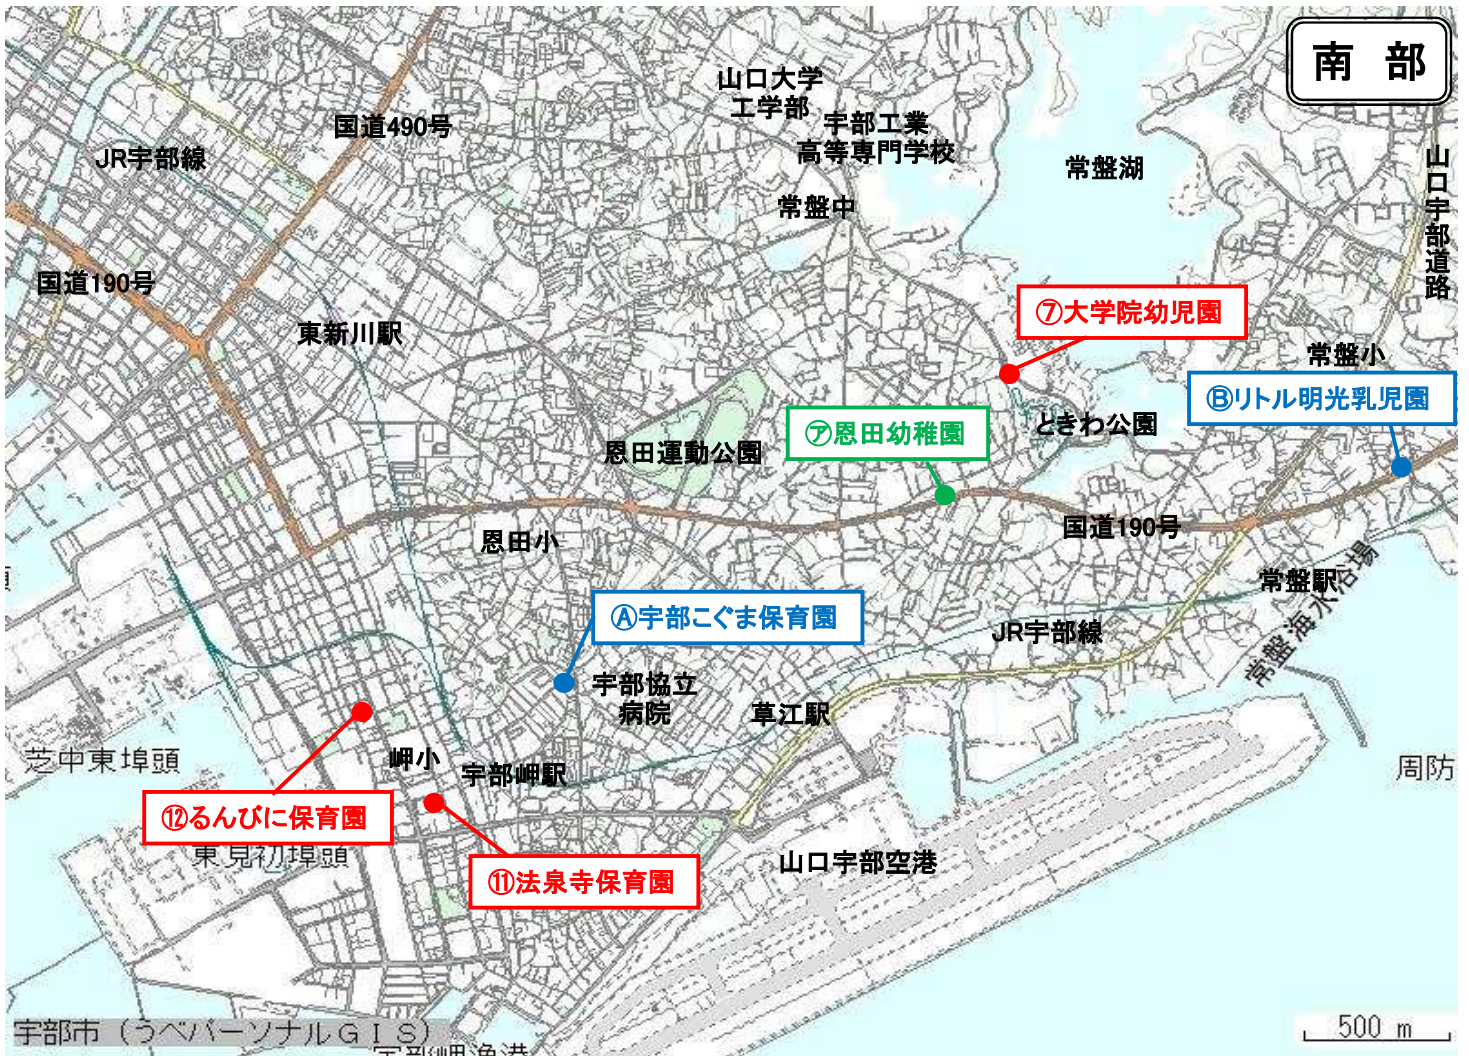 南 部
山口大学
工学部
国道490号
宇部工業
高等専門学校
JR宇部線
常盤湖
山口宇部道路
常盤中
国道190号
⑦大学院幼児園
東新川駅
常盤小
Ⓑリトル明光乳児園
ときわ公園
㋐恩田幼稚園
恩田運動公園
国道190号
恩田小
常盤駅
常盤海水浴場
Ⓐ宇部こぐま保育園
JR宇部線
宇部協立
病院
草江駅
芝中東埠頭
岬小
宇部岬駅
周防
⑫るんびに保育園
東見初埠頭
山口宇部空港
⑪法泉寺保育園
宇部市（うべパーソナルＧＩＳ）
500 m
宇部岬漁港